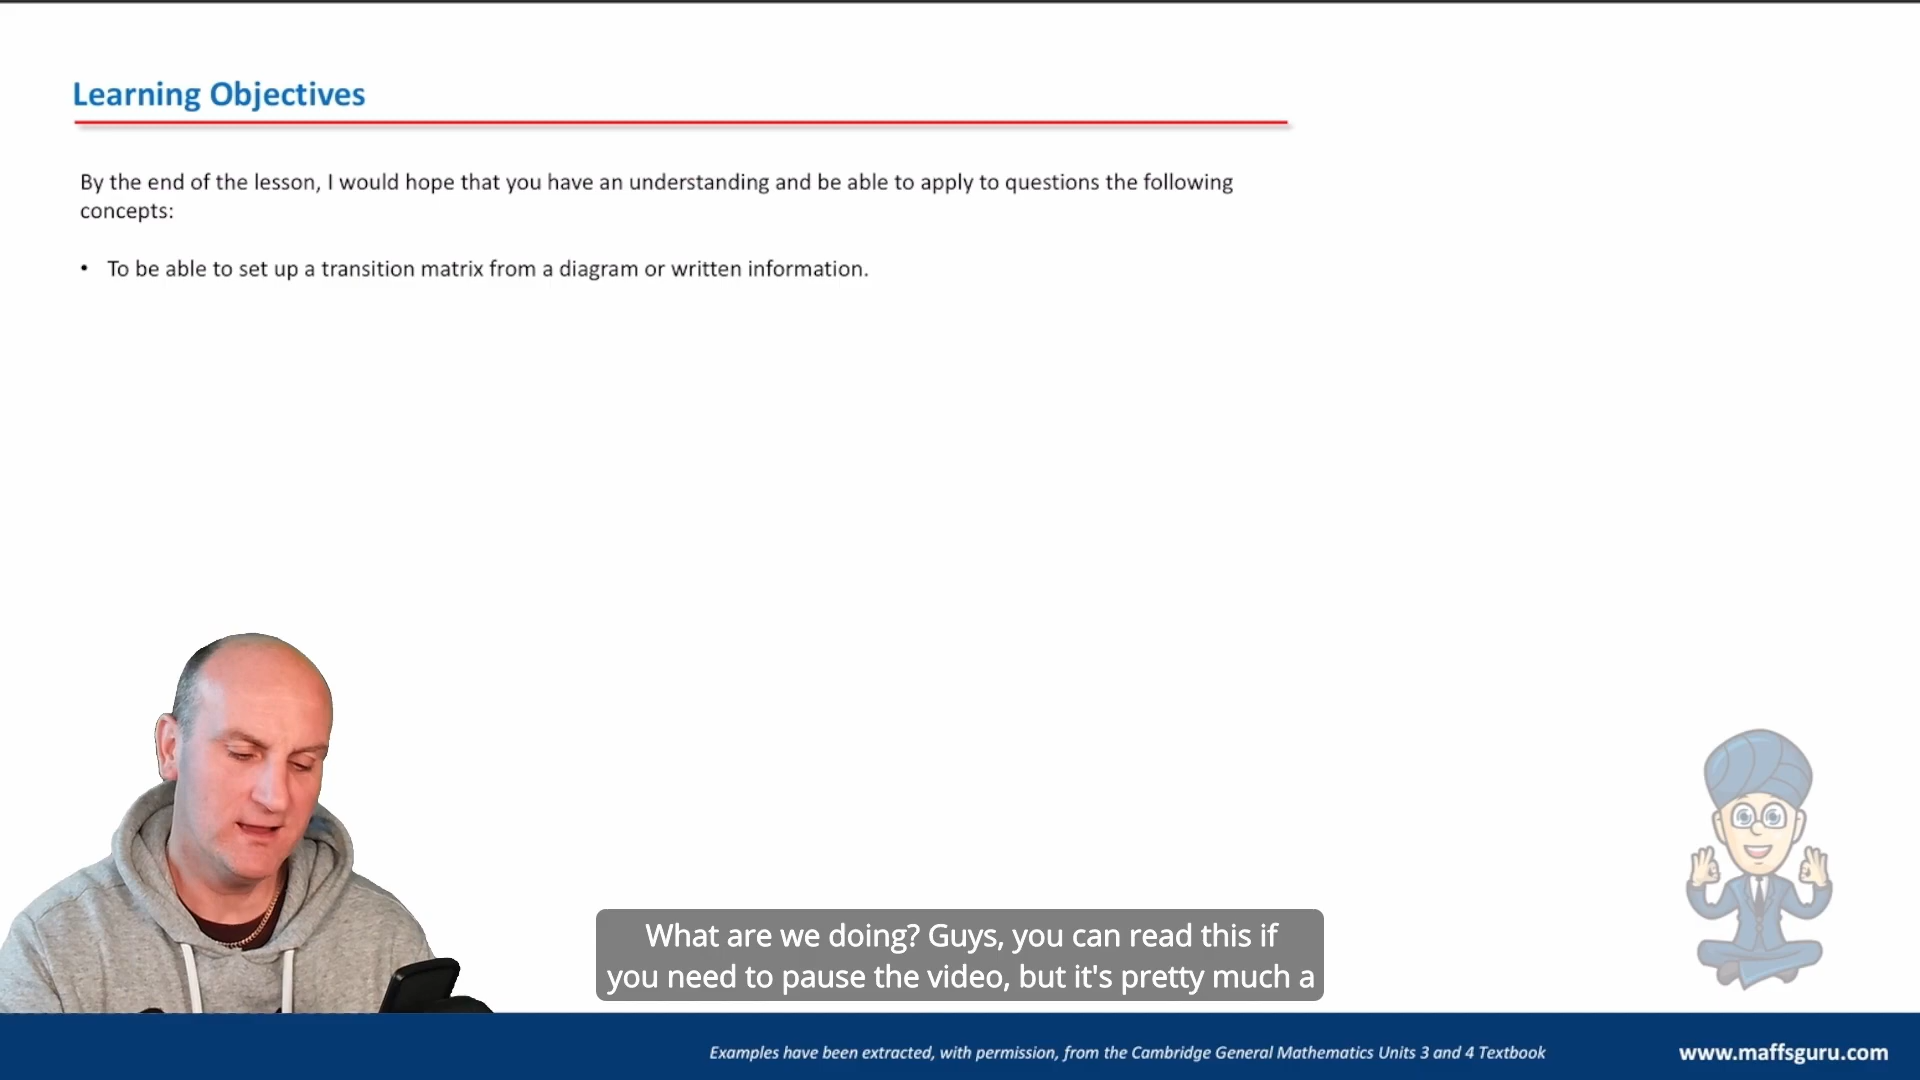 Learning Objectives
By the end of the lesson, I would hope that you have an understanding and be able to apply to questions the following
concepts:
• To be able to set up a transition matrix from a diagram or written information.
What are we doing? Guys, you can read this if
you need to pause the video, but it's pretty much a
Examples have been extracted, with permission, from the Cambridge General Mathematics Units 3 and 4 Textbook
www.maffsguru.com